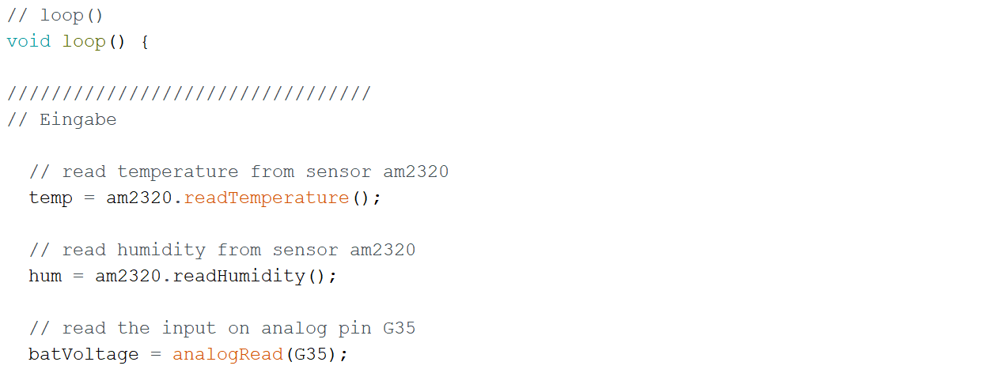 // loop()
void loop() {
/////////////////////////////////
// Eingabe
// read temperature from sensor am2320
temp = am2320.readTemperature();
// read humidity from sensor am2320
hum = am2320.readHumidity();
// read the input on analog pin G35
batVoltage = analogRead(G35);